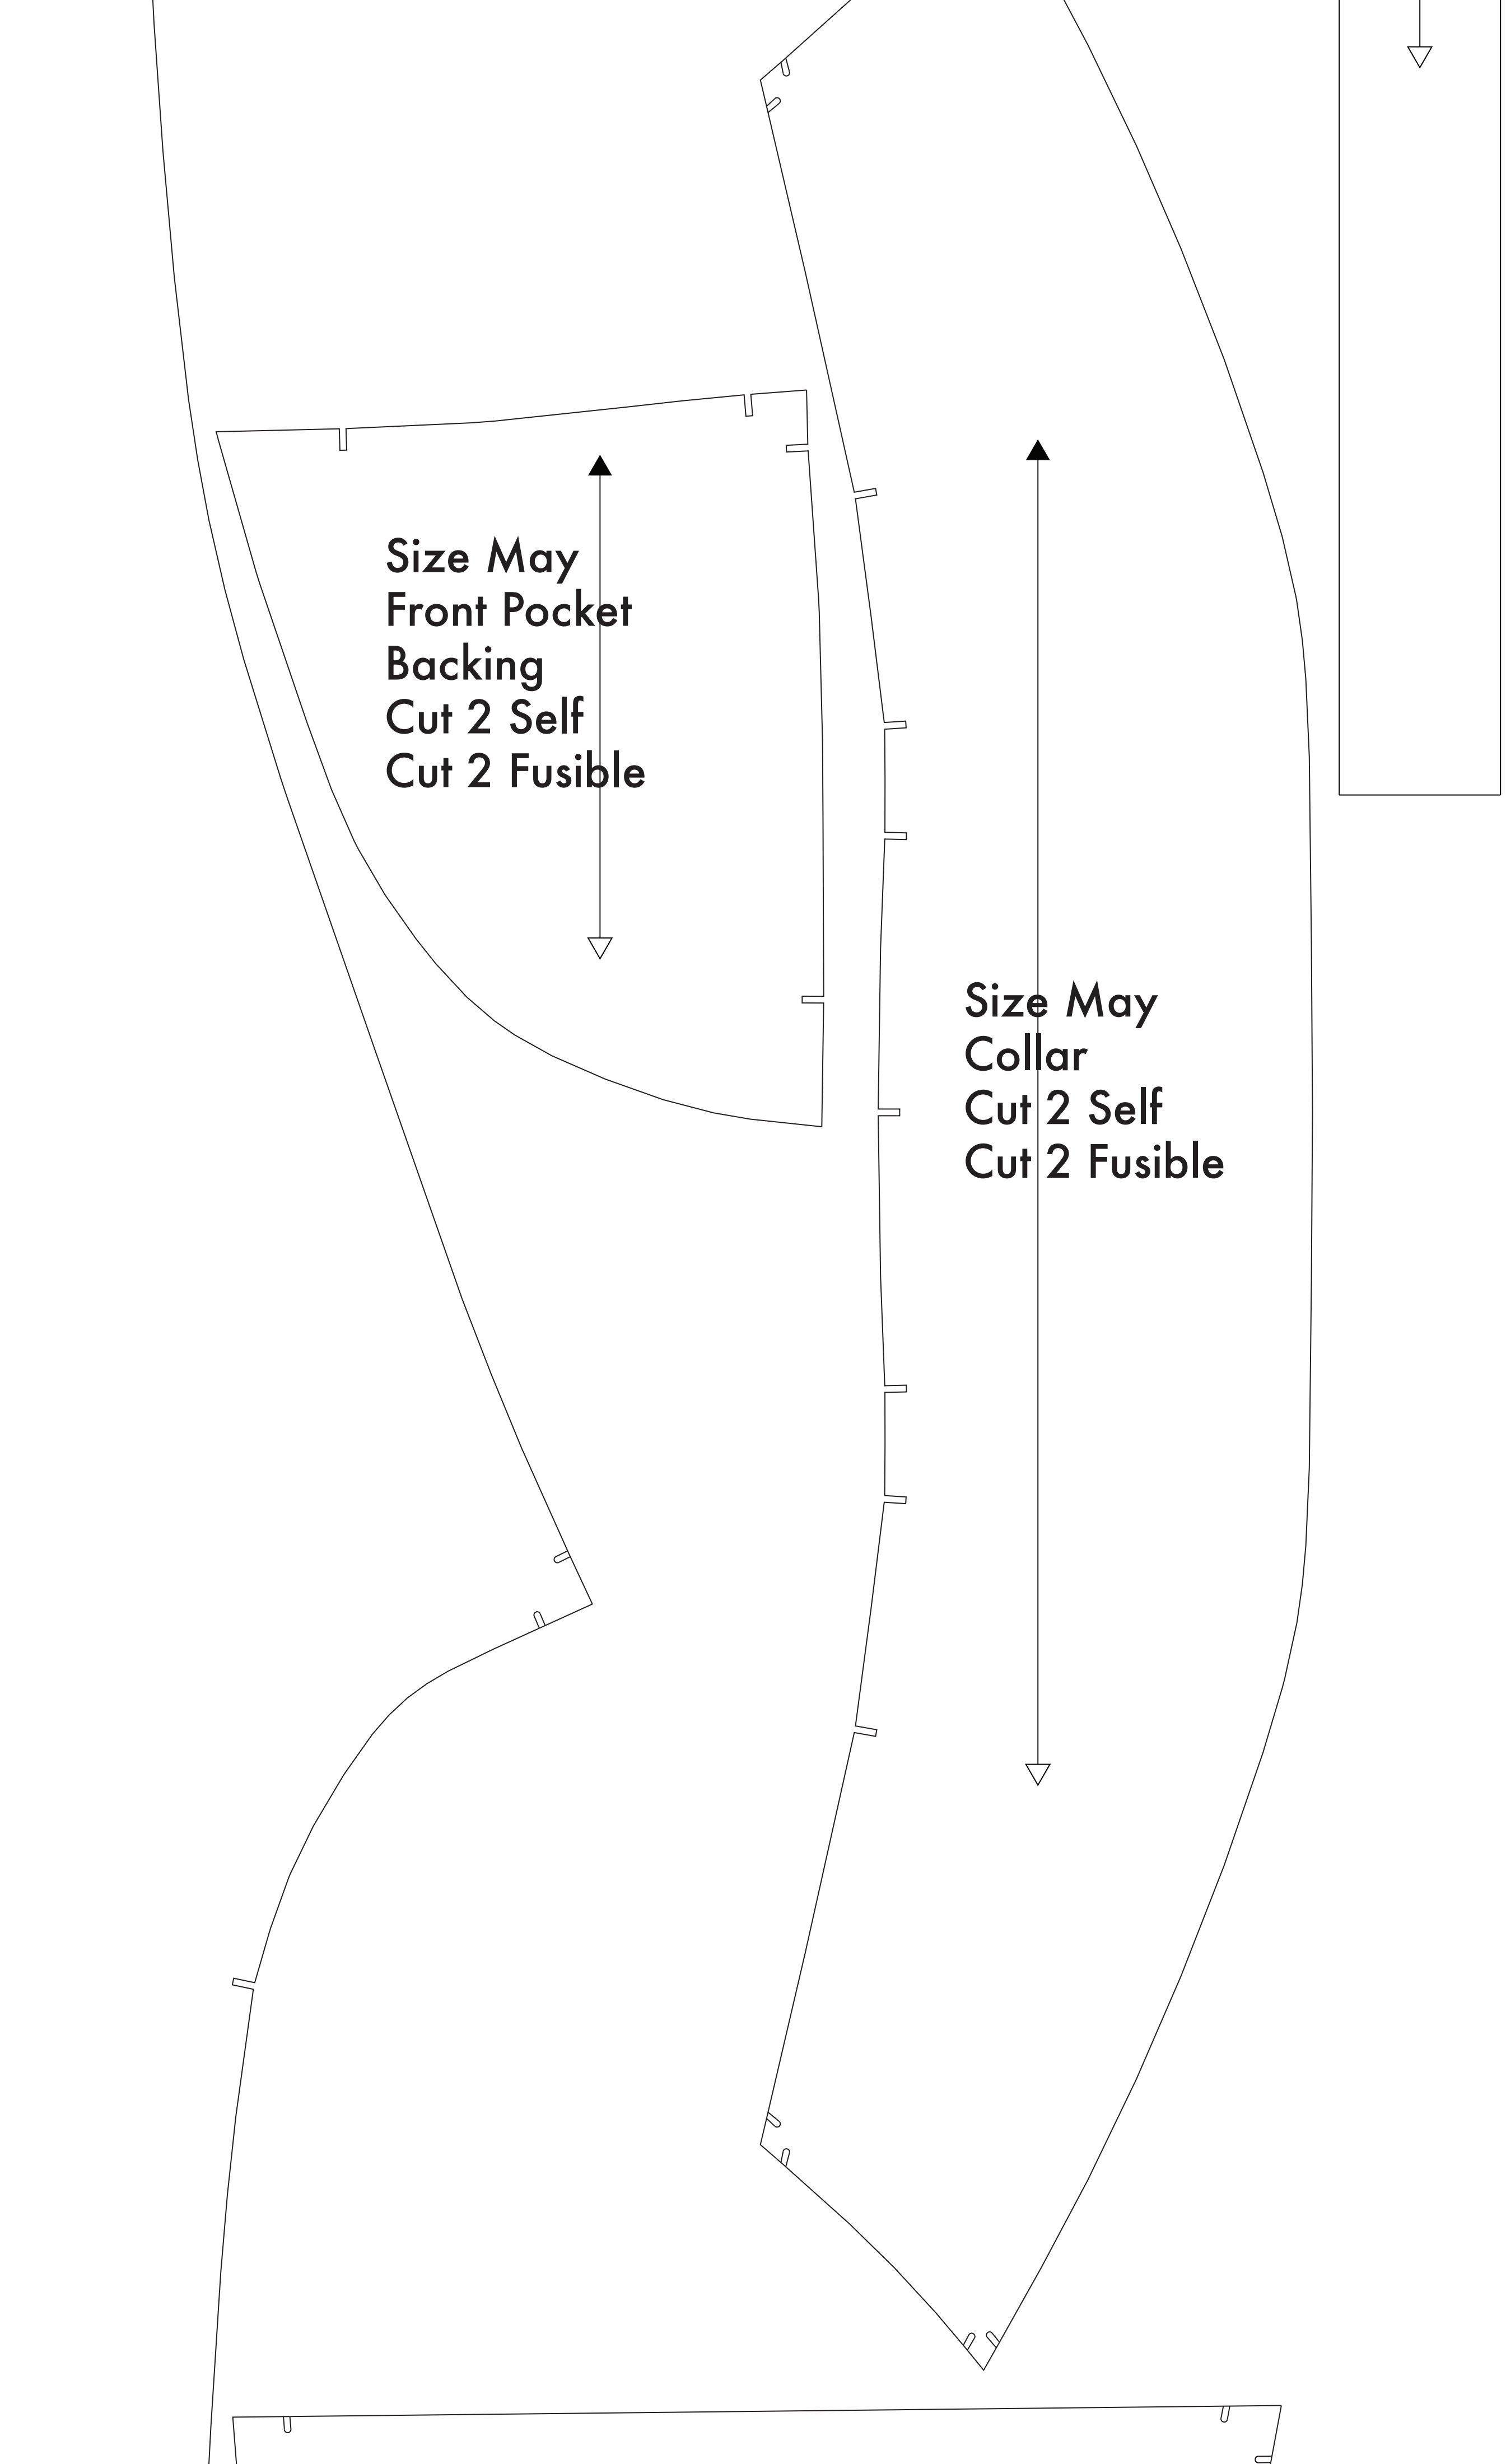 Size May
Front Pocket
Backing
Cut 2 Self
Cut 2 Fusible
Size May
Collar
Cut 2 Self
Cut 2 Fusible